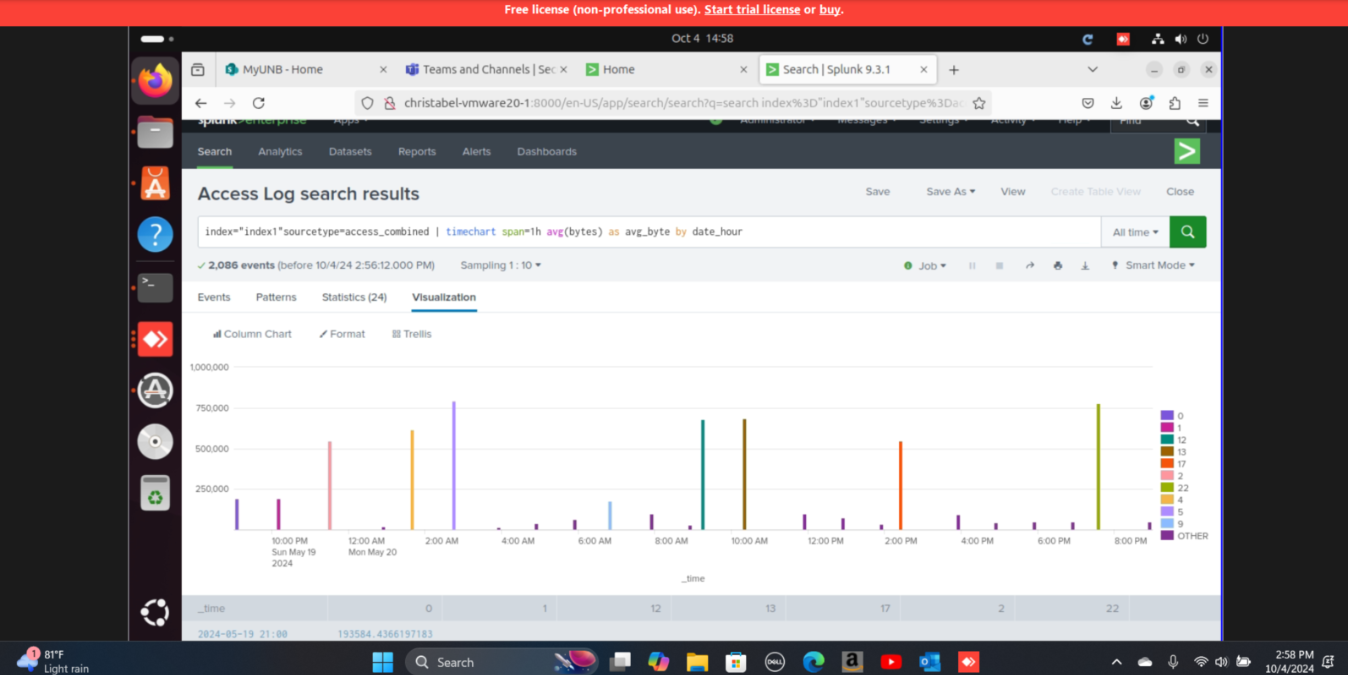 Free license (non-professional use). Start trial license or buy.
Oct 4 14:58
MyUNB - Home
Teams and Channels | Sec
Home
Search | Splunk 9.3.1
christabel-vmware20-1:8000/en-US/app/search/search?q=search index%3D"index1"sourcetype%3Dac
splunk>enterprise Apps Administrator Messages Settings Activity Help Find
Search Analytics Datasets Reports Alerts Dashboards
Access Log search results
Save Save As View Create Table View Close
index="index1"sourcetype=access_combined | timechart span=1h avg(bytes) as avg_byte by date_hour
All time
2,086 events (before 10/4/24 2:56:12.000 PM) Sampling 1 : 10
Job Smart Mode
Events Patterns Statistics (24) Visualization
Column Chart Format Trellis
1,000,000
750,000
500,000
250,000
10:00 PM 12:00 AM 2:00 AM 4:00 AM 6:00 AM 8:00 AM 10:00 AM 12:00 PM 2:00 PM 4:00 PM 6:00 PM 8:00 PM
Sun May 19 Mon May 20
2024
_time
0
1
12
13
17
2
22
4
5
9
OTHER
_time 0 1 12 13 17 2 22
2024-05-19 21:00 193584.4366197183
1
81°F
Light rain
Search
DELL
2:58 PM
10/4/2024